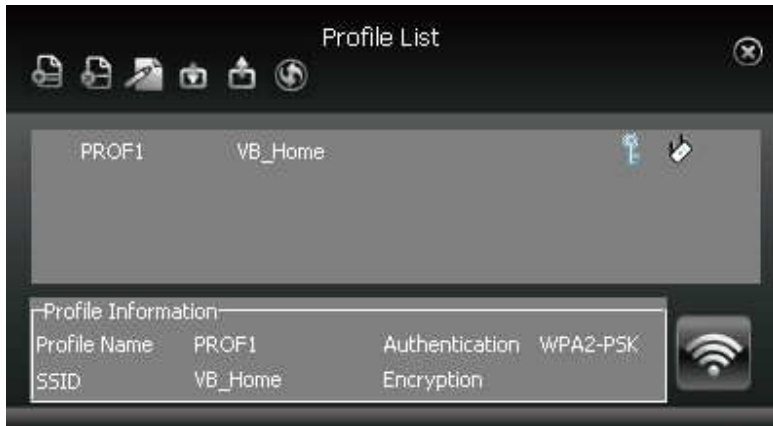 Profile List
PROF1 VB_Home
Profile Information
Profile Name PROF1 Authentication WPA2-PSK
SSID VB_Home Encryption